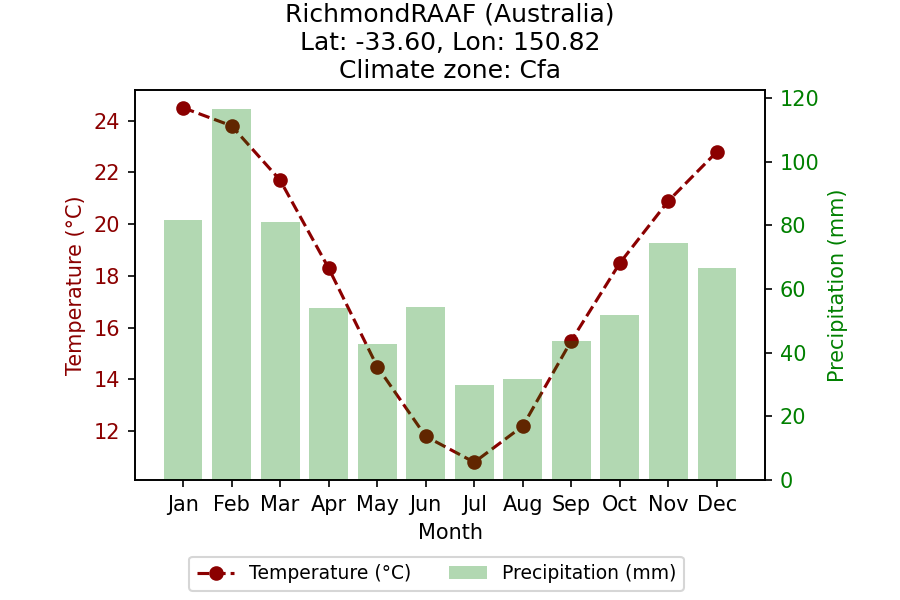 RichmondRAAF (Australia)
Lat: -33.60, Lon: 150.82
Climate zone: Cfa
Temperature (°C)
24
22
20
18
16
14
12
Precipitation (mm)
120
100
80
60
40
20
0
Jan Feb Mar Apr May Jun Jul Aug Sep Oct Nov Dec
Month
Temperature (°C) Precipitation (mm)